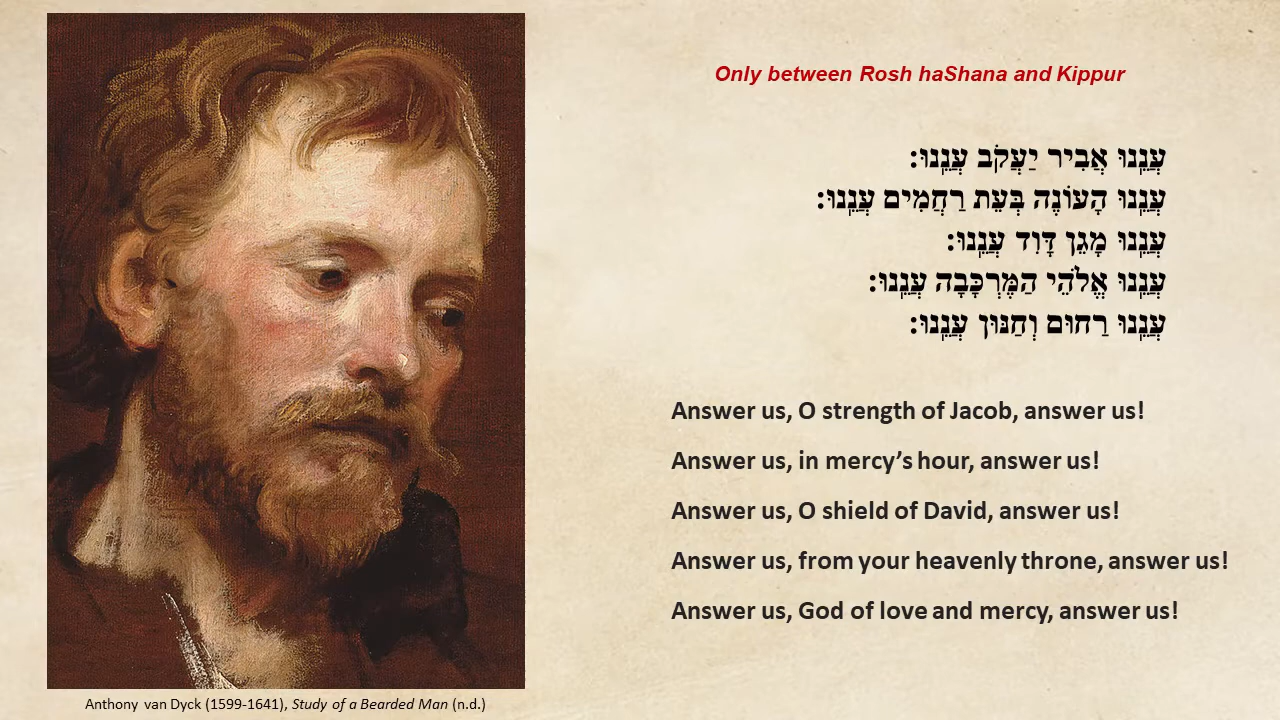 Only between Rosh haShana and Kippur
עֲנֵֽנוּ אֲבִיר יַעֲקֹב עֲנֵֽנוּ:
עֲנֵֽנוּ הָעוֹנֶה בְּעֵת רַחֲמִים עֲנֵֽנוּ:
עֲנֵֽנוּ מָגֵן דָּוִד עֲנֵֽנוּ:
עֲנֵֽנוּ אֱלֹהֵי הַמֶּרְכָּבָה עֲנֵֽנוּ:
עֲנֵֽנוּ רַחוּם וְחַנּוּן עֲנֵֽנוּ:
Answer us, O strength of Jacob, answer us!
Answer us, in mercy’s hour, answer us!
Answer us, O shield of David, answer us!
Answer us, from your heavenly throne, answer us!
Answer us, God of love and mercy, answer us!
Anthony van Dyck (1599-1641), Study of a Bearded Man (n.d.)